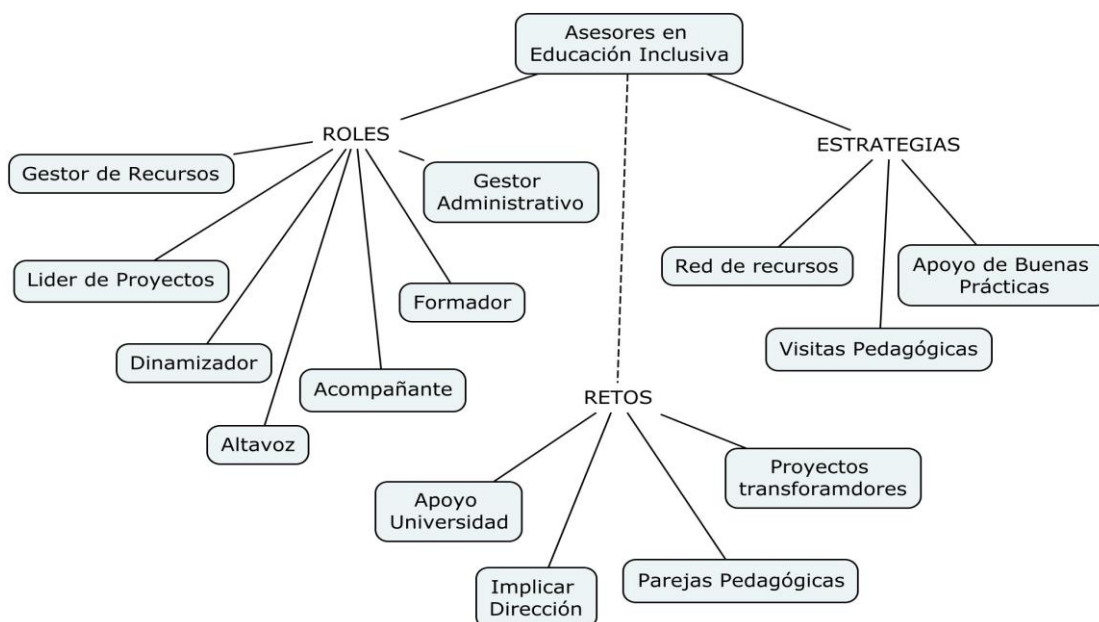 Asesores en
Educación Inclusiva
ROLES
Gestor de Recursos
Gestor
Administrativo
Lider de Proyectos
Formador
Dinamizador
Acompañante
Altavoz
ESTRATEGIAS
Red de recursos
Apoyo de Buenas
Prácticas
Visitas Pedagógicas
RETOS
Apoyo
Universidad
Proyectos
transforamdores
Implicar
Dirección
Parejas Pedagógicas